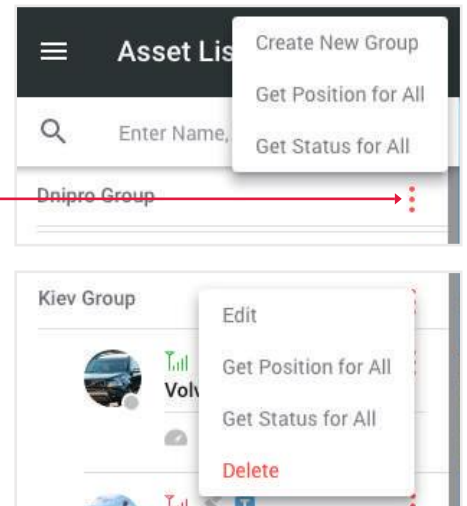 Asset Lis
Create New Group
Get Position for All
Enter Name,
Get Status for All
Dnipro Group
Kiev Group
Edit
Get Position for All
Volv
Get Status for All
Delete
T